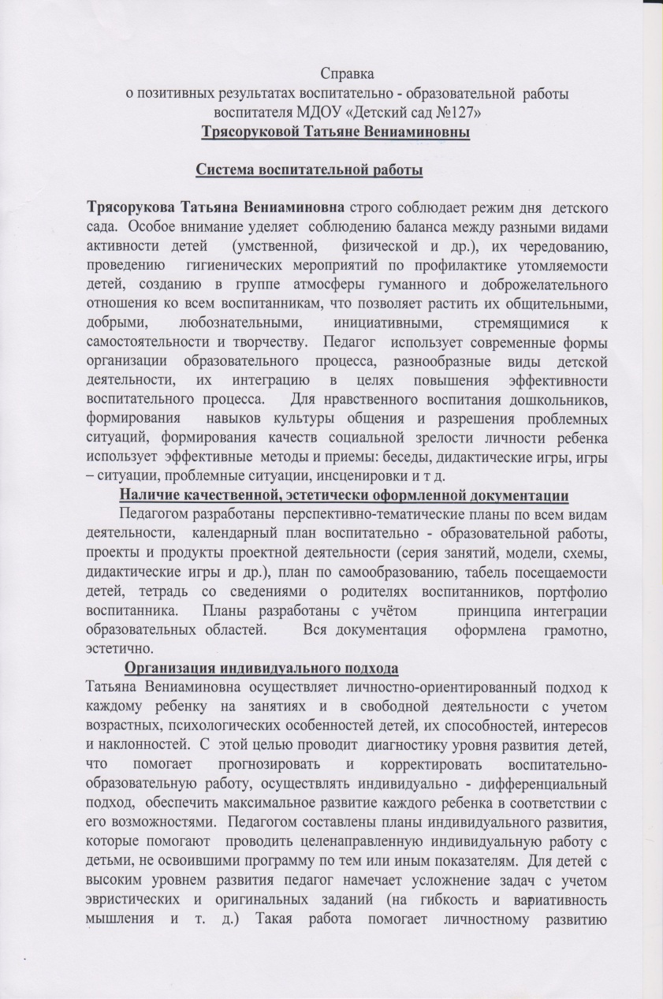 Справка
о позитивных результатах воспитательно - образовательной работы
воспитателя МДОУ «Детский сад №127»
Трясоруковой Татьяне Вениаминовны
Система воспитательной работы
Трясорукова Татьяна Вениаминовна строго соблюдает режим дня детского
сада. Особое внимание уделяет соблюдению баланса между разными видами
активности детей (умственной, физической и др.), их чередованию,
проведению гигиенических мероприятий по профилактике утомляемости
детей, созданию в группе атмосферы гуманного и доброжелательного
отношения ко всем воспитанникам, что позволяет растить их общительными,
добрыми, любознательными, инициативными, стремящимися к
самостоятельности и творчеству. Педагог использует современные формы
организации образовательного процесса, разнообразные виды детской
деятельности, их интеграцию в целях повышения эффективности
воспитательного процесса. Для нравственного воспитания дошкольников,
формирования навыков культуры общения и разрешения проблемных
ситуаций, формирования качеств социальной зрелости личности ребенка
использует эффективные методы и приемы: беседы, дидактические игры, игры
– ситуации, проблемные ситуации, инсценировки и т д.
Наличие качественной, эстетически оформленной документации
Педагогом разработаны перспективно-тематические планы по всем видам
деятельности, календарный план воспитательно - образовательной работы,
проекты и продукты проектной деятельности (серия занятий, модели, схемы,
дидактические игры и др.), план по самообразованию, табель посещаемости
детей, тетрадь со сведениями о родителях воспитанников, портфолио
воспитанника. Планы разработаны с учётом принципа интеграции
образовательных областей. Вся документация оформлена грамотно,
эстетично.
Организация индивидуального подхода
Татьяна Вениаминовна осуществляет личностно-ориентированный подход к
каждому ребенку на занятиях и в свободной деятельности с учетом
возрастных, психологических особенностей детей, их способностей, интересов
и наклонностей. С этой целью проводит диагностику уровня развития детей,
что помогает прогнозировать и корректировать воспитательно-
образовательную работу, осуществлять индивидуально - дифференциальный
подход, обеспечить максимальное развитие каждого ребенка в соответствии с
его возможностями. Педагогом составлены планы индивидуального развития,
которые помогают проводить целенаправленную индивидуальную работу с
детьми, не освоившими программу по тем или иным показателям. Для детей с
высоким уровнем развития педагог намечает усложнение задач с учетом
эвристических и оригинальных заданий (на гибкость и вариативность
мышления и т. д.) Такая работа помогает личностному развитию